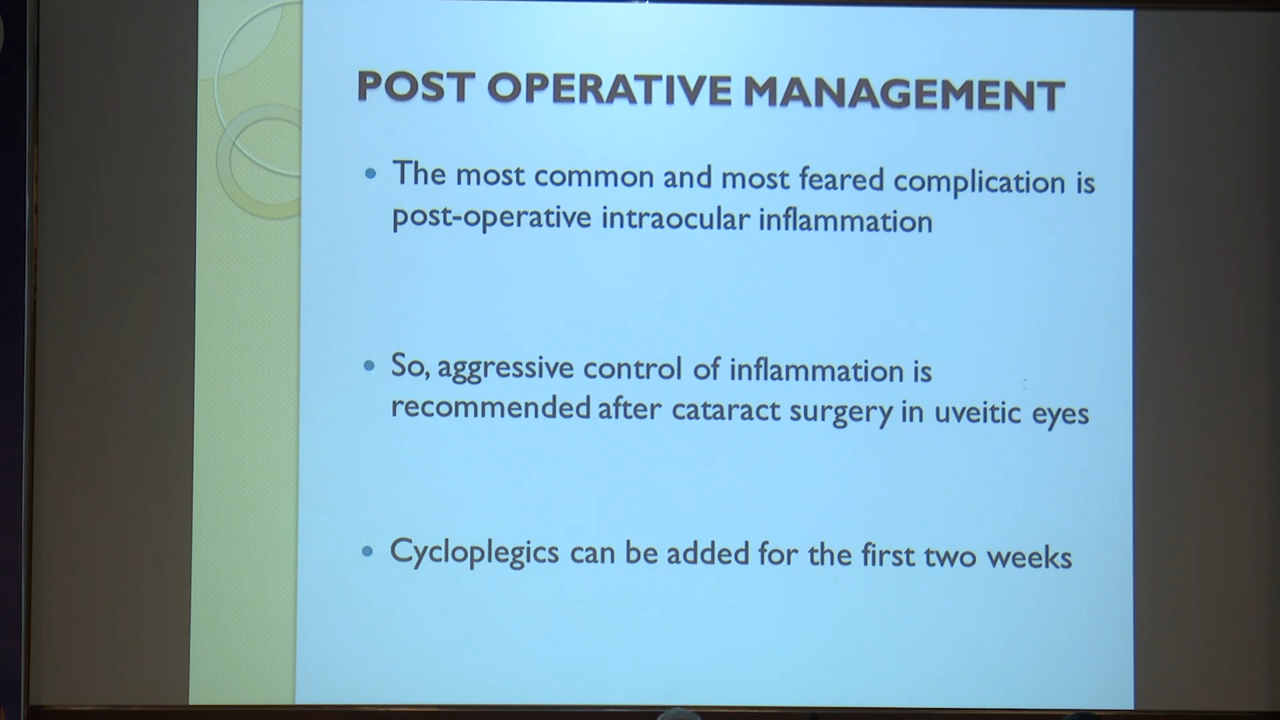 POST OPERATIVE MANAGEMENT
• The most common and most feared complication is
post-operative intraocular inflammation
• So, aggressive control of inflammation is
recommended after cataract surgery in uveitic eyes
• Cycloplegics can be added for the first two weeks